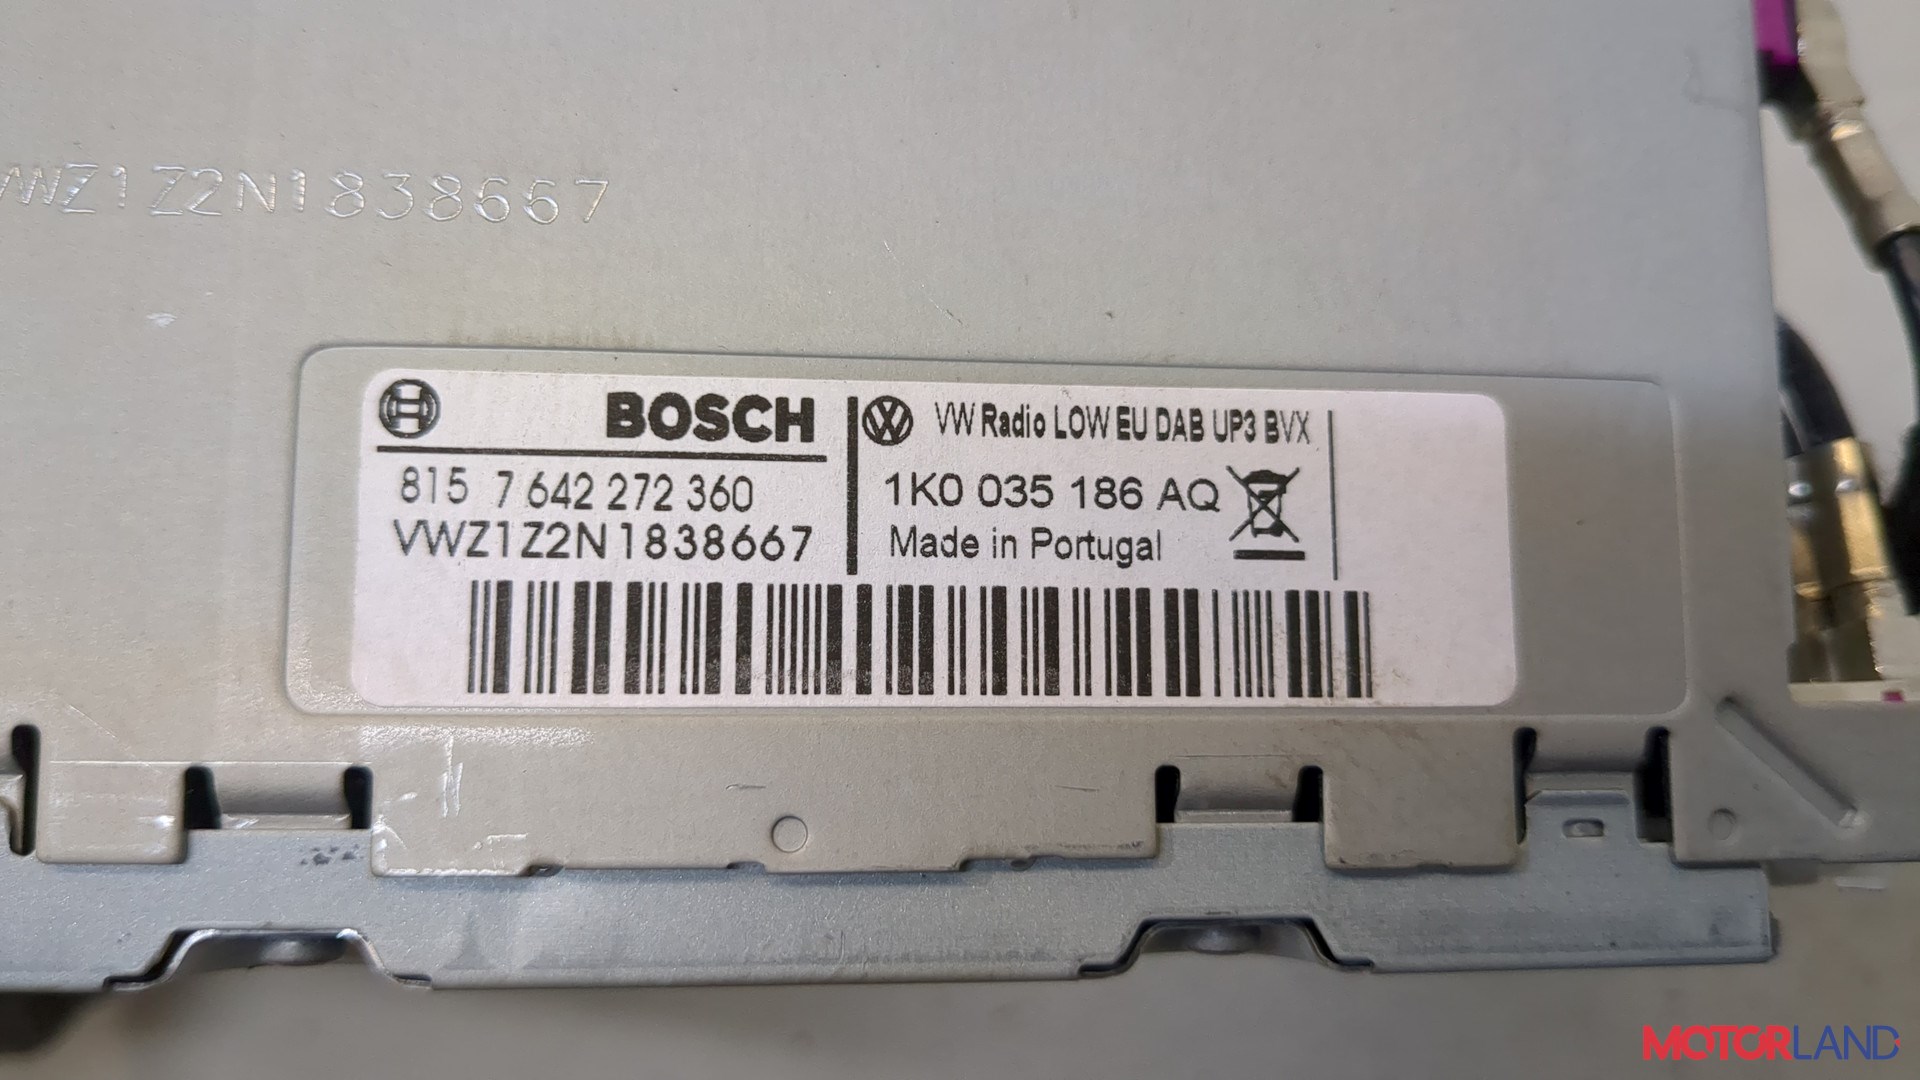 VWZ1Z2N1838667
BOSCH
815 7 642 272 360
VWZ1Z2N1838667
VW Radio LOW EU DAB UP3 BVX
1K0 035 186 AQ
Made in Portugal
MOTORLAND